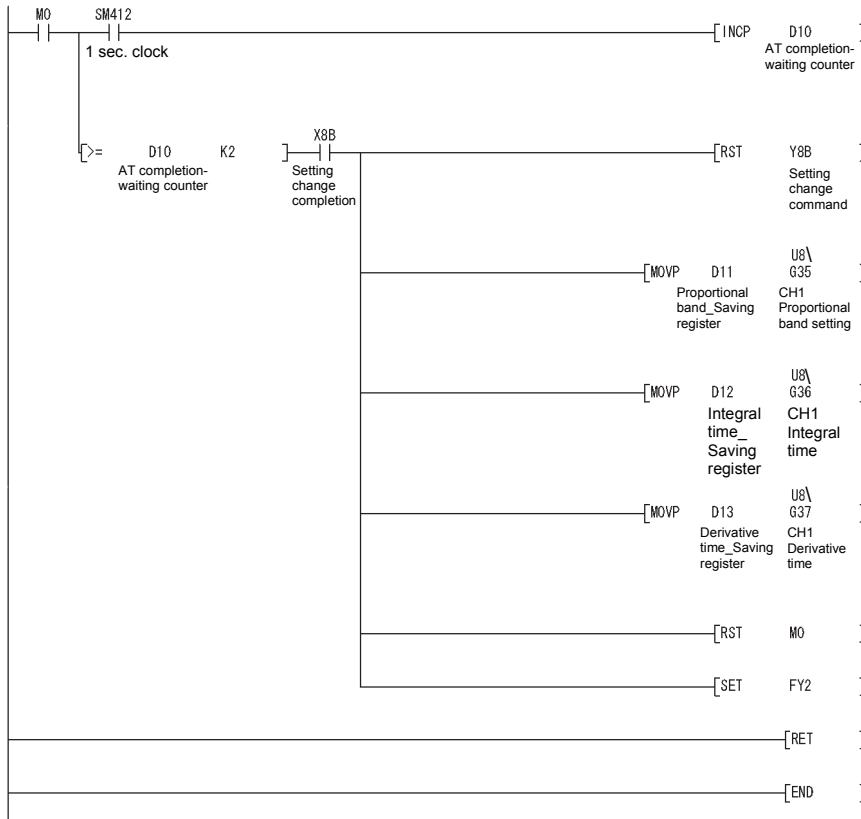 M0 SM412
[INCP D10 ]
1 sec. clock
AT completion-
waiting counter
[>= D10 K2 ] X8B
[RST Y8B ]
AT completion-
waiting counter
Setting
change
completion
Setting
change
command
U8\
[MOVP D11 G35 ]
Proportional
band_Saving
register
CH1
Proportional
band setting
U8\
[MOVP D12 G36 ]
Integral
time_
Saving
register
CH1
Integral
time
U8\
[MOVP D13 G37 ]
Derivative
time_Saving
register
CH1
Derivative
time
[RST M0 ]
[SET FY2 ]
[RET ]
[END ]